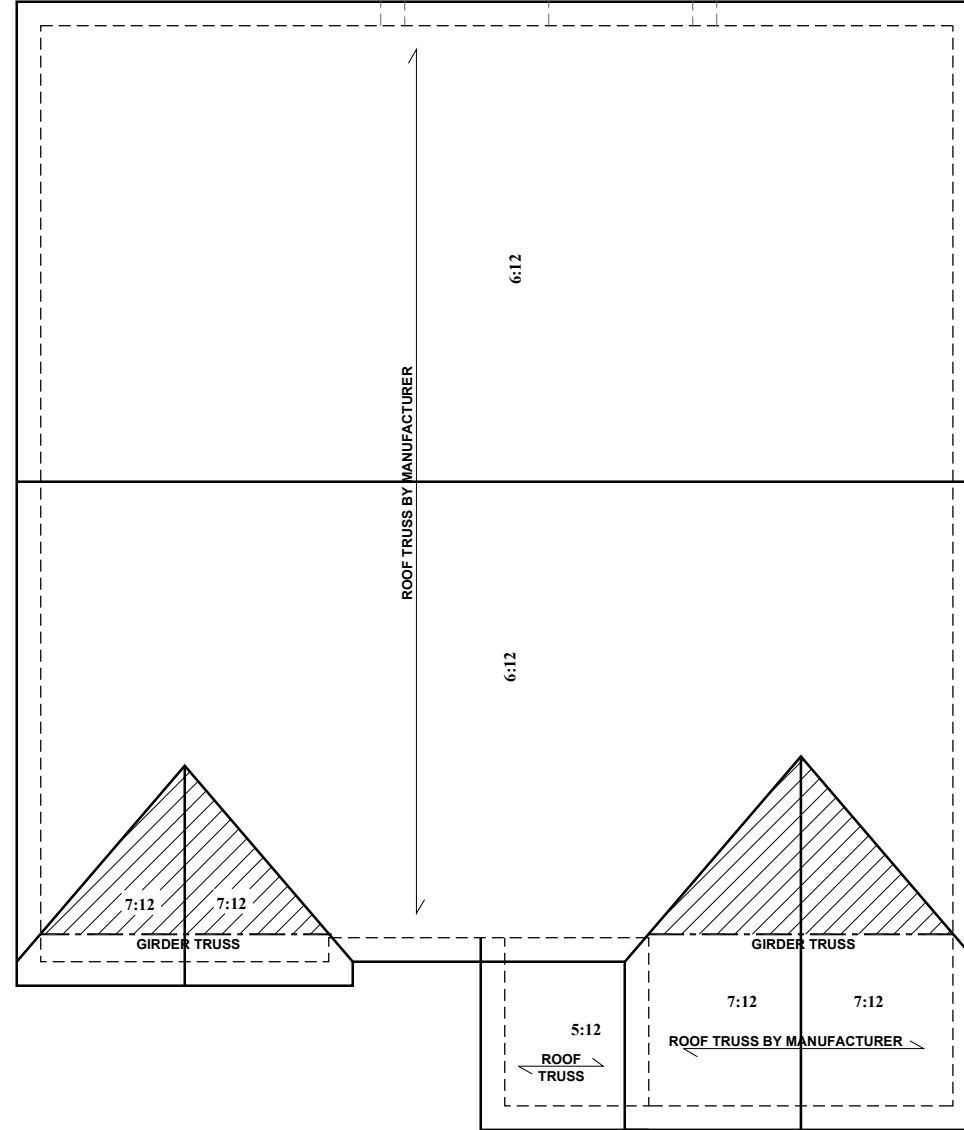 6:12
ROOF TRUSS BY MANUFACTURER
6:12
7:12
7:12
GIRDER TRUSS
GIRDER TRUSS
7:12
7:12
5:12
ROOF TRUSS BY MANUFACTURER
ROOF
TRUSS